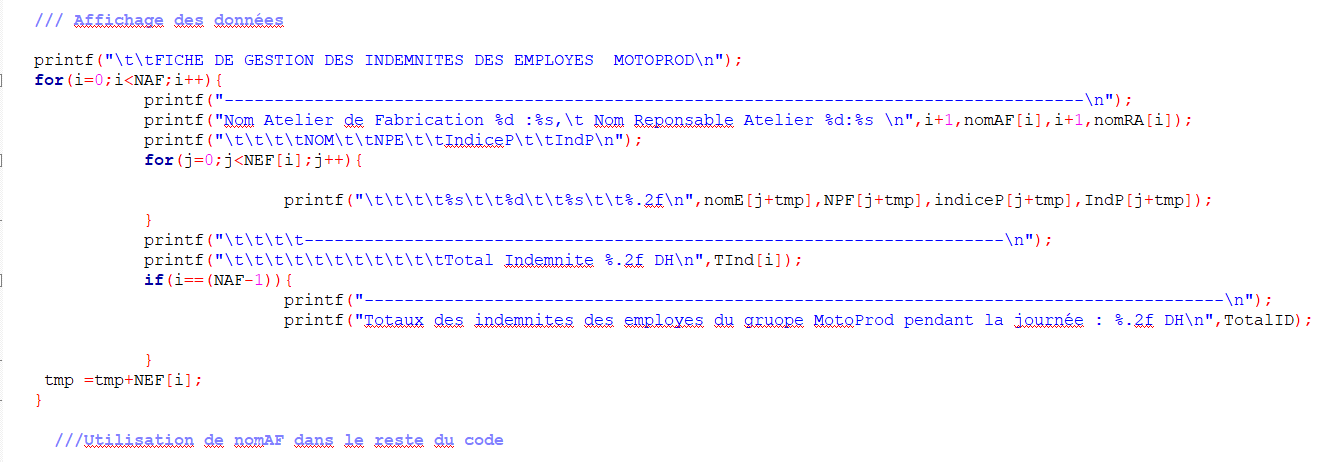 /// Affichage des données
printf("\t\tFICHE DE GESTION DES INDEMNITES DES EMPLOYES  MOTOPROD\n");
for(i=0;i<NAF;i++){
printf("--------------------------------------------------------------------------------------\n");
printf("Nom Atelier de Fabrication %d :%s,\t Nom Reponsable Atelier %d:%s \n",i+1,nomAF[i],i+1,nomRA[i]);
printf("\t\t\t\tNOM\t\tNPE\t\tIndiceP\t\tIndP\n");
for(j=0;j<NEF[i];j++){
printf("\t\t\t\t%s\t\t%d\t\t%s\t\t%.2f\n",nomE[j+tmp],NPF[j+tmp],indiceP[j+tmp],IndP[j+tmp]);
}
printf("\t\t\t\t----------------------------------------------------------------------\n");
printf("\t\t\t\t\t\t\t\t\t\t\tTotal Indemnite %.2f DH\n",TInd[i]);
if(i==(NAF-1)){
printf("--------------------------------------------------------------------------------------\n");
printf("Totaux des indemnites des employes du gruope MotoProd pendant la journée : %.2f DH\n",TotalID);
}
tmp =tmp+NEF[i];
}
///Utilisation de nomAF dans le reste du code